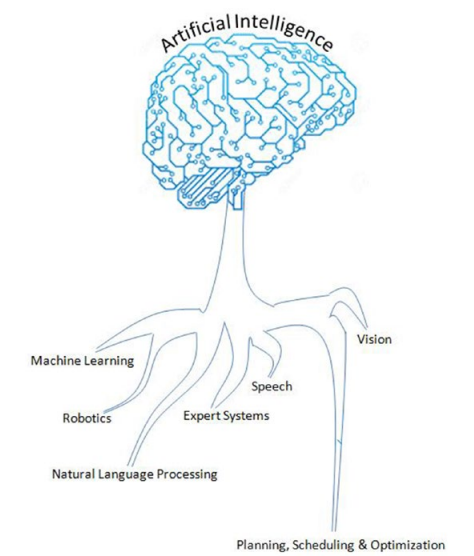 Artificial Intelligence
Vision
Machine Learning
Speech
Robotics
Expert Systems
Natural Language Processing
Planning, Scheduling & Optimization